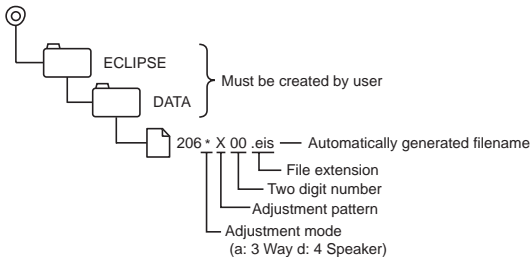 ECLIPSE
Must be created by user
DATA
206 * X 00 .eis — Automatically generated filename
File extension
Two digit number
Adjustment pattern
Adjustment mode
(a: 3 Way d: 4 Speaker)